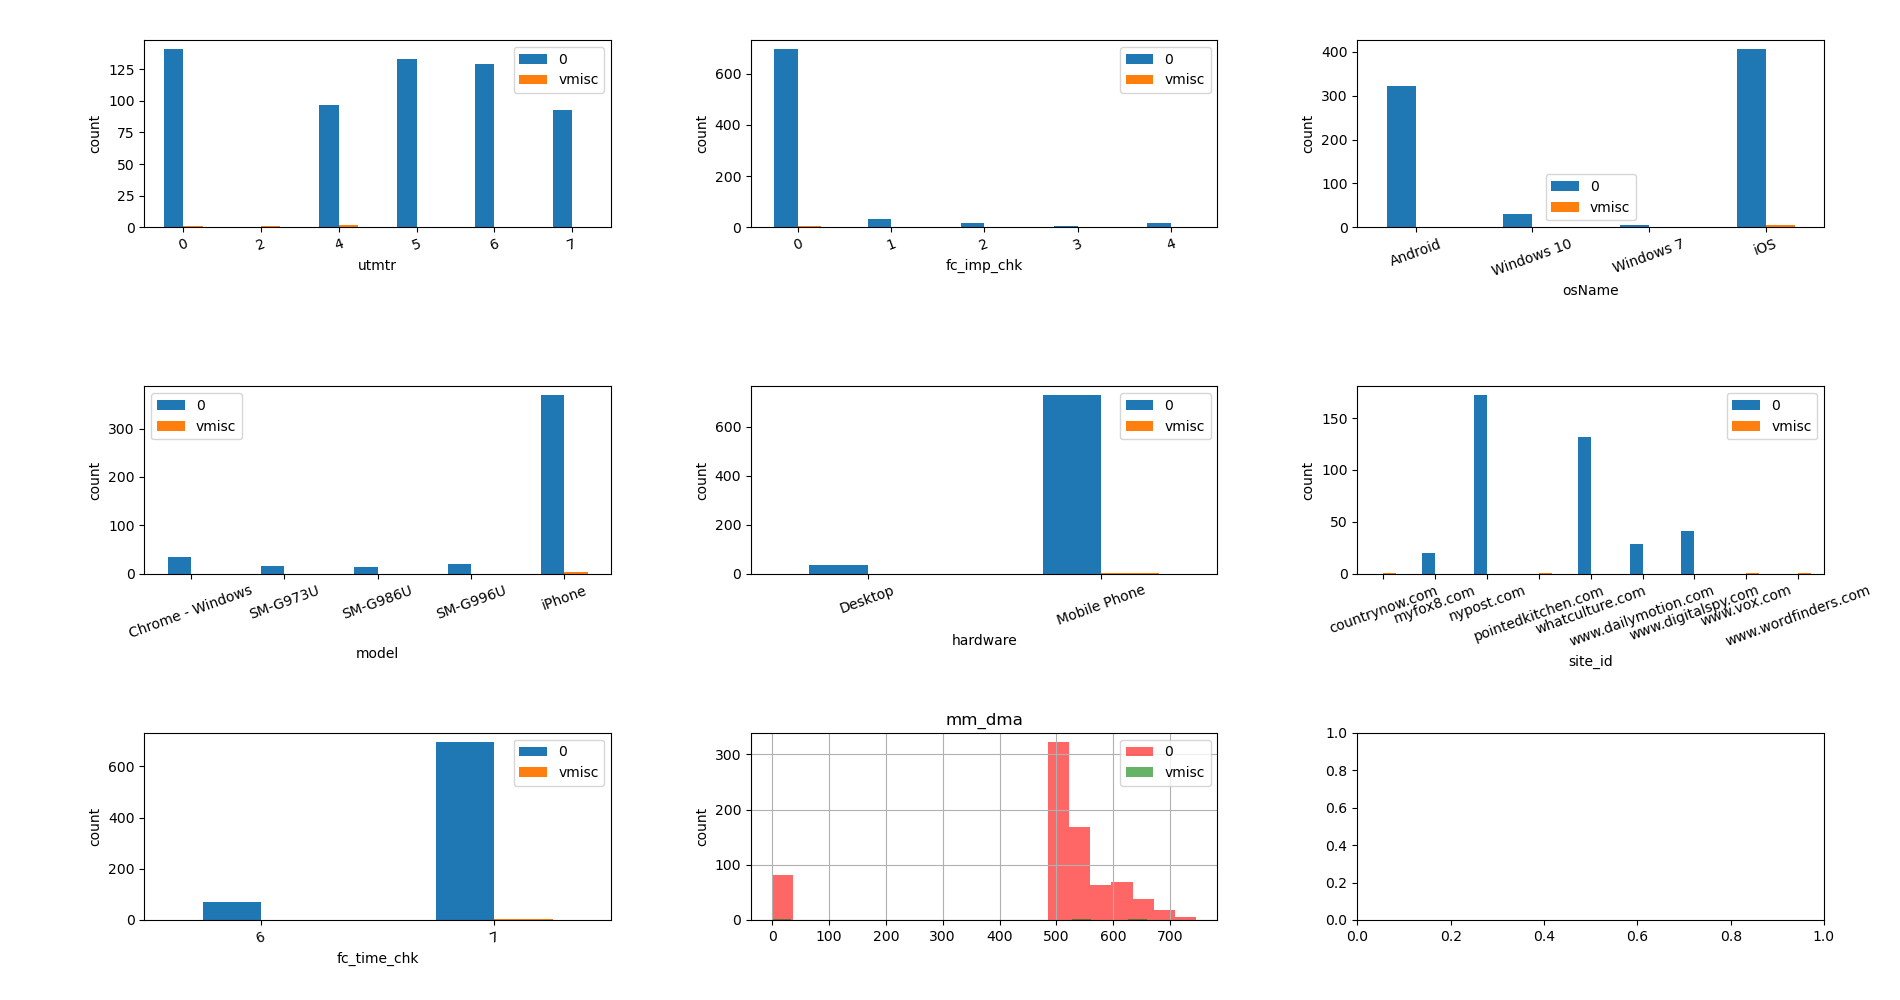 125
100
75
50
25
0
count
0
vmisc
0 2 4 5 6 7
utmtr
600
400
200
0
count
0
vmisc
0 1 2 3 4
fc_imp_chk
400
300
200
100
0
count
0
vmisc
Android Windows 10 Windows 7 iOS
osName
300
200
100
0
count
0
vmisc
Chrome - Windows SM-G973U SM-G986U SM-G996U iPhone
model
600
400
200
0
count
0
vmisc
Desktop Mobile Phone
hardware
150
100
50
0
count
0
vmisc
countrynow.com myfox8.com nypost.com pointedkitchen.com whatculture.com www.dailymotion.com www.digitalspy.com www.vox.com www.wordfinders.com
site_id
600
400
200
0
count
0
vmisc
6 7
fc_time_chk
mm_dma
300
200
100
0
count
0
vmisc
0 100 200 300 400 500 600 700
1.0
0.8
0.6
0.4
0.2
0.0
0.0 0.2 0.4 0.6 0.8 1.0